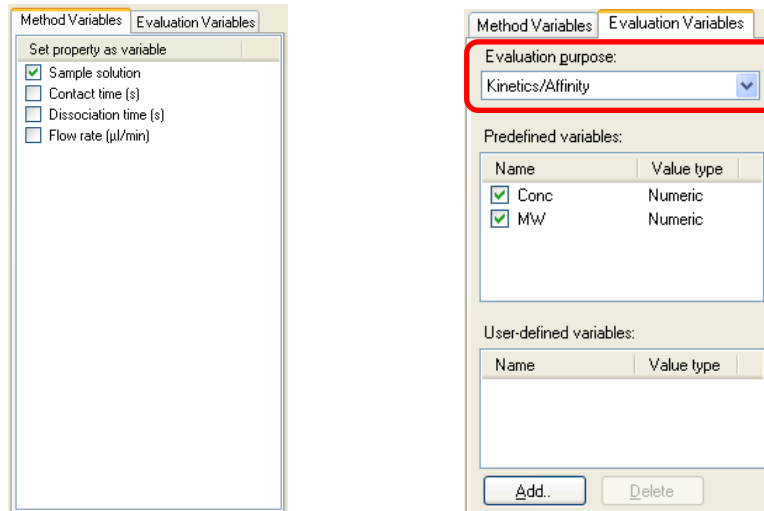 Method Variables Evaluation Variables
Set property as variable
Sample solution
Contact time (s)
Dissociation time (s)
Flow rate (µl/min)
Method Variables Evaluation Variables
Evaluation purpose:
Kinetics/Affinity
Predefined variables:
Name Value type
Conc Numeric
MW Numeric
User-defined variables:
Name Value type
Add.. Delete